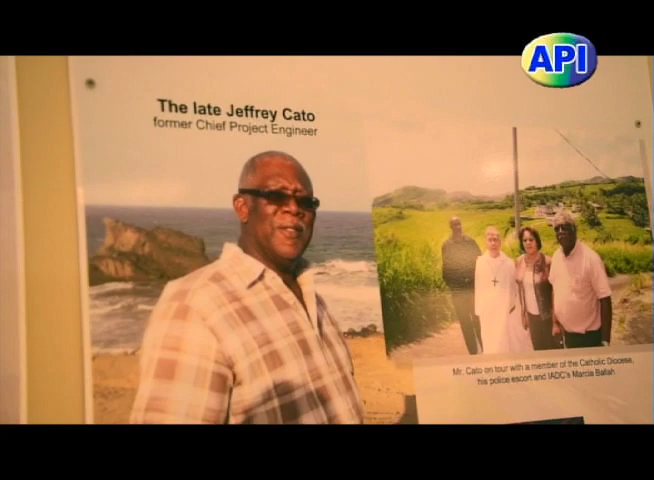 API
The late Jeffrey Cato
former Chief Project Engineer
Mr. Cato on tour with a member of the Catholic Diocese,
his police escort and IADC's Marcia Ballah